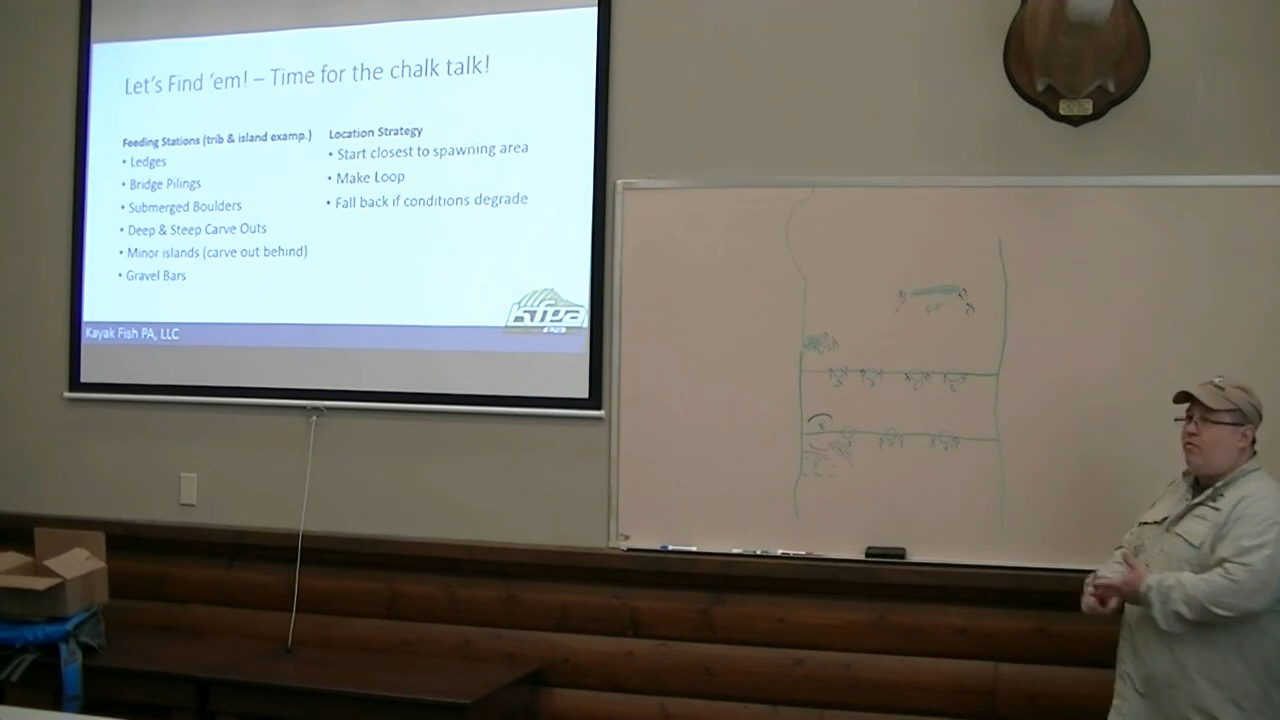 Let's Find 'em! – Time for the chalk talk!
Feeding Stations (trib & island examp.)
• Ledges
• Bridge Pilings
• Submerged Boulders
• Deep & Steep Carve Outs
• Minor islands (carve out behind)
• Gravel Bars
Location Strategy
• Start closest to spawning area
• Make Loop
• Fall back if conditions degrade
kfpa
Kayak Fish PA, LLC